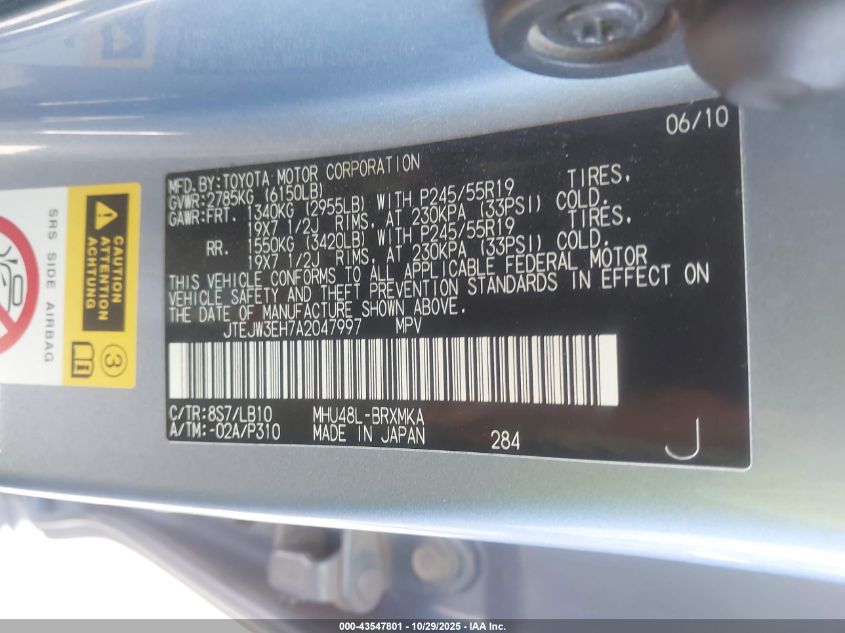 06/10
MFD.BY:TOYOTA MOTOR CORPORATION
GVWR:2785KG (6150LB)
GAWR:FRT. 1340KG (2955LB) WITH P245/55R19 TIRES,
19X7 1/2J RIMS, AT 230KPA (33PSI) COLD.
RR. 1550KG (3420LB) WITH P245/55R19 TIRES,
19X7 1/2J RIMS, AT 230KPA (33PSI) COLD.
THIS VEHICLE CONFORMS TO ALL APPLICABLE FEDERAL MOTOR
VEHICLE SAFETY AND THEFT PREVENTION STANDARDS IN EFFECT ON
THE DATE OF MANUFACTURE SHOWN ABOVE.
JTEJW3EH7A2047997 MPV
C/TR:8S7/LB10 MHU48L-BRXMKA
A/TM:-02A/P310 MADE IN JAPAN 284
J
SRS SIDE AIRBAG
CAUTION
ATTENTION
ACHTUNG
3
000-43547801 - 10/29/2025 - IAA Inc.